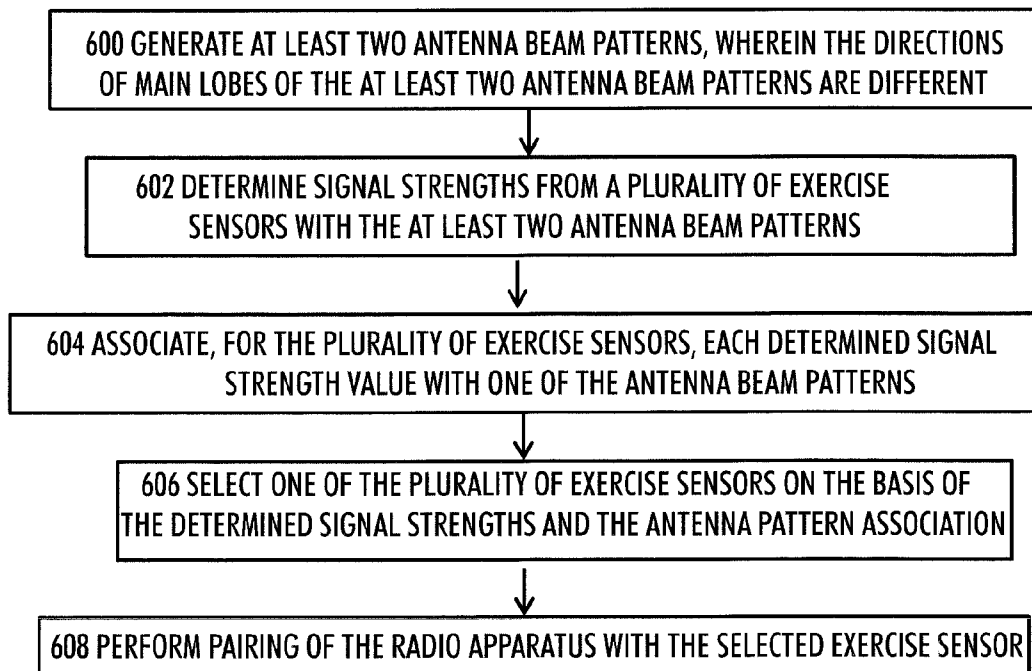 600 GENERATE AT LEAST TWO ANTENNA BEAM PATTERNS, WHEREIN THE DIRECTIONS
OF MAIN LOBES OF THE AT LEAST TWO ANTENNA BEAM PATTERNS ARE DIFFERENT
602 DETERMINE SIGNAL STRENGTHS FROM A PLURALITY OF EXERCISE
SENSORS WITH THE AT LEAST TWO ANTENNA BEAM PATTERNS
604 ASSOCIATE, FOR THE PLURALITY OF EXERCISE SENSORS, EACH DETERMINED SIGNAL
STRENGTH VALUE WITH ONE OF THE ANTENNA BEAM PATTERNS
606 SELECT ONE OF THE PLURALITY OF EXERCISE SENSORS ON THE BASIS OF
THE DETERMINED SIGNAL STRENGTHS AND THE ANTENNA PATTERN ASSOCIATION
608 PERFORM PAIRING OF THE RADIO APPARATUS WITH THE SELECTED EXERCISE SENSOR